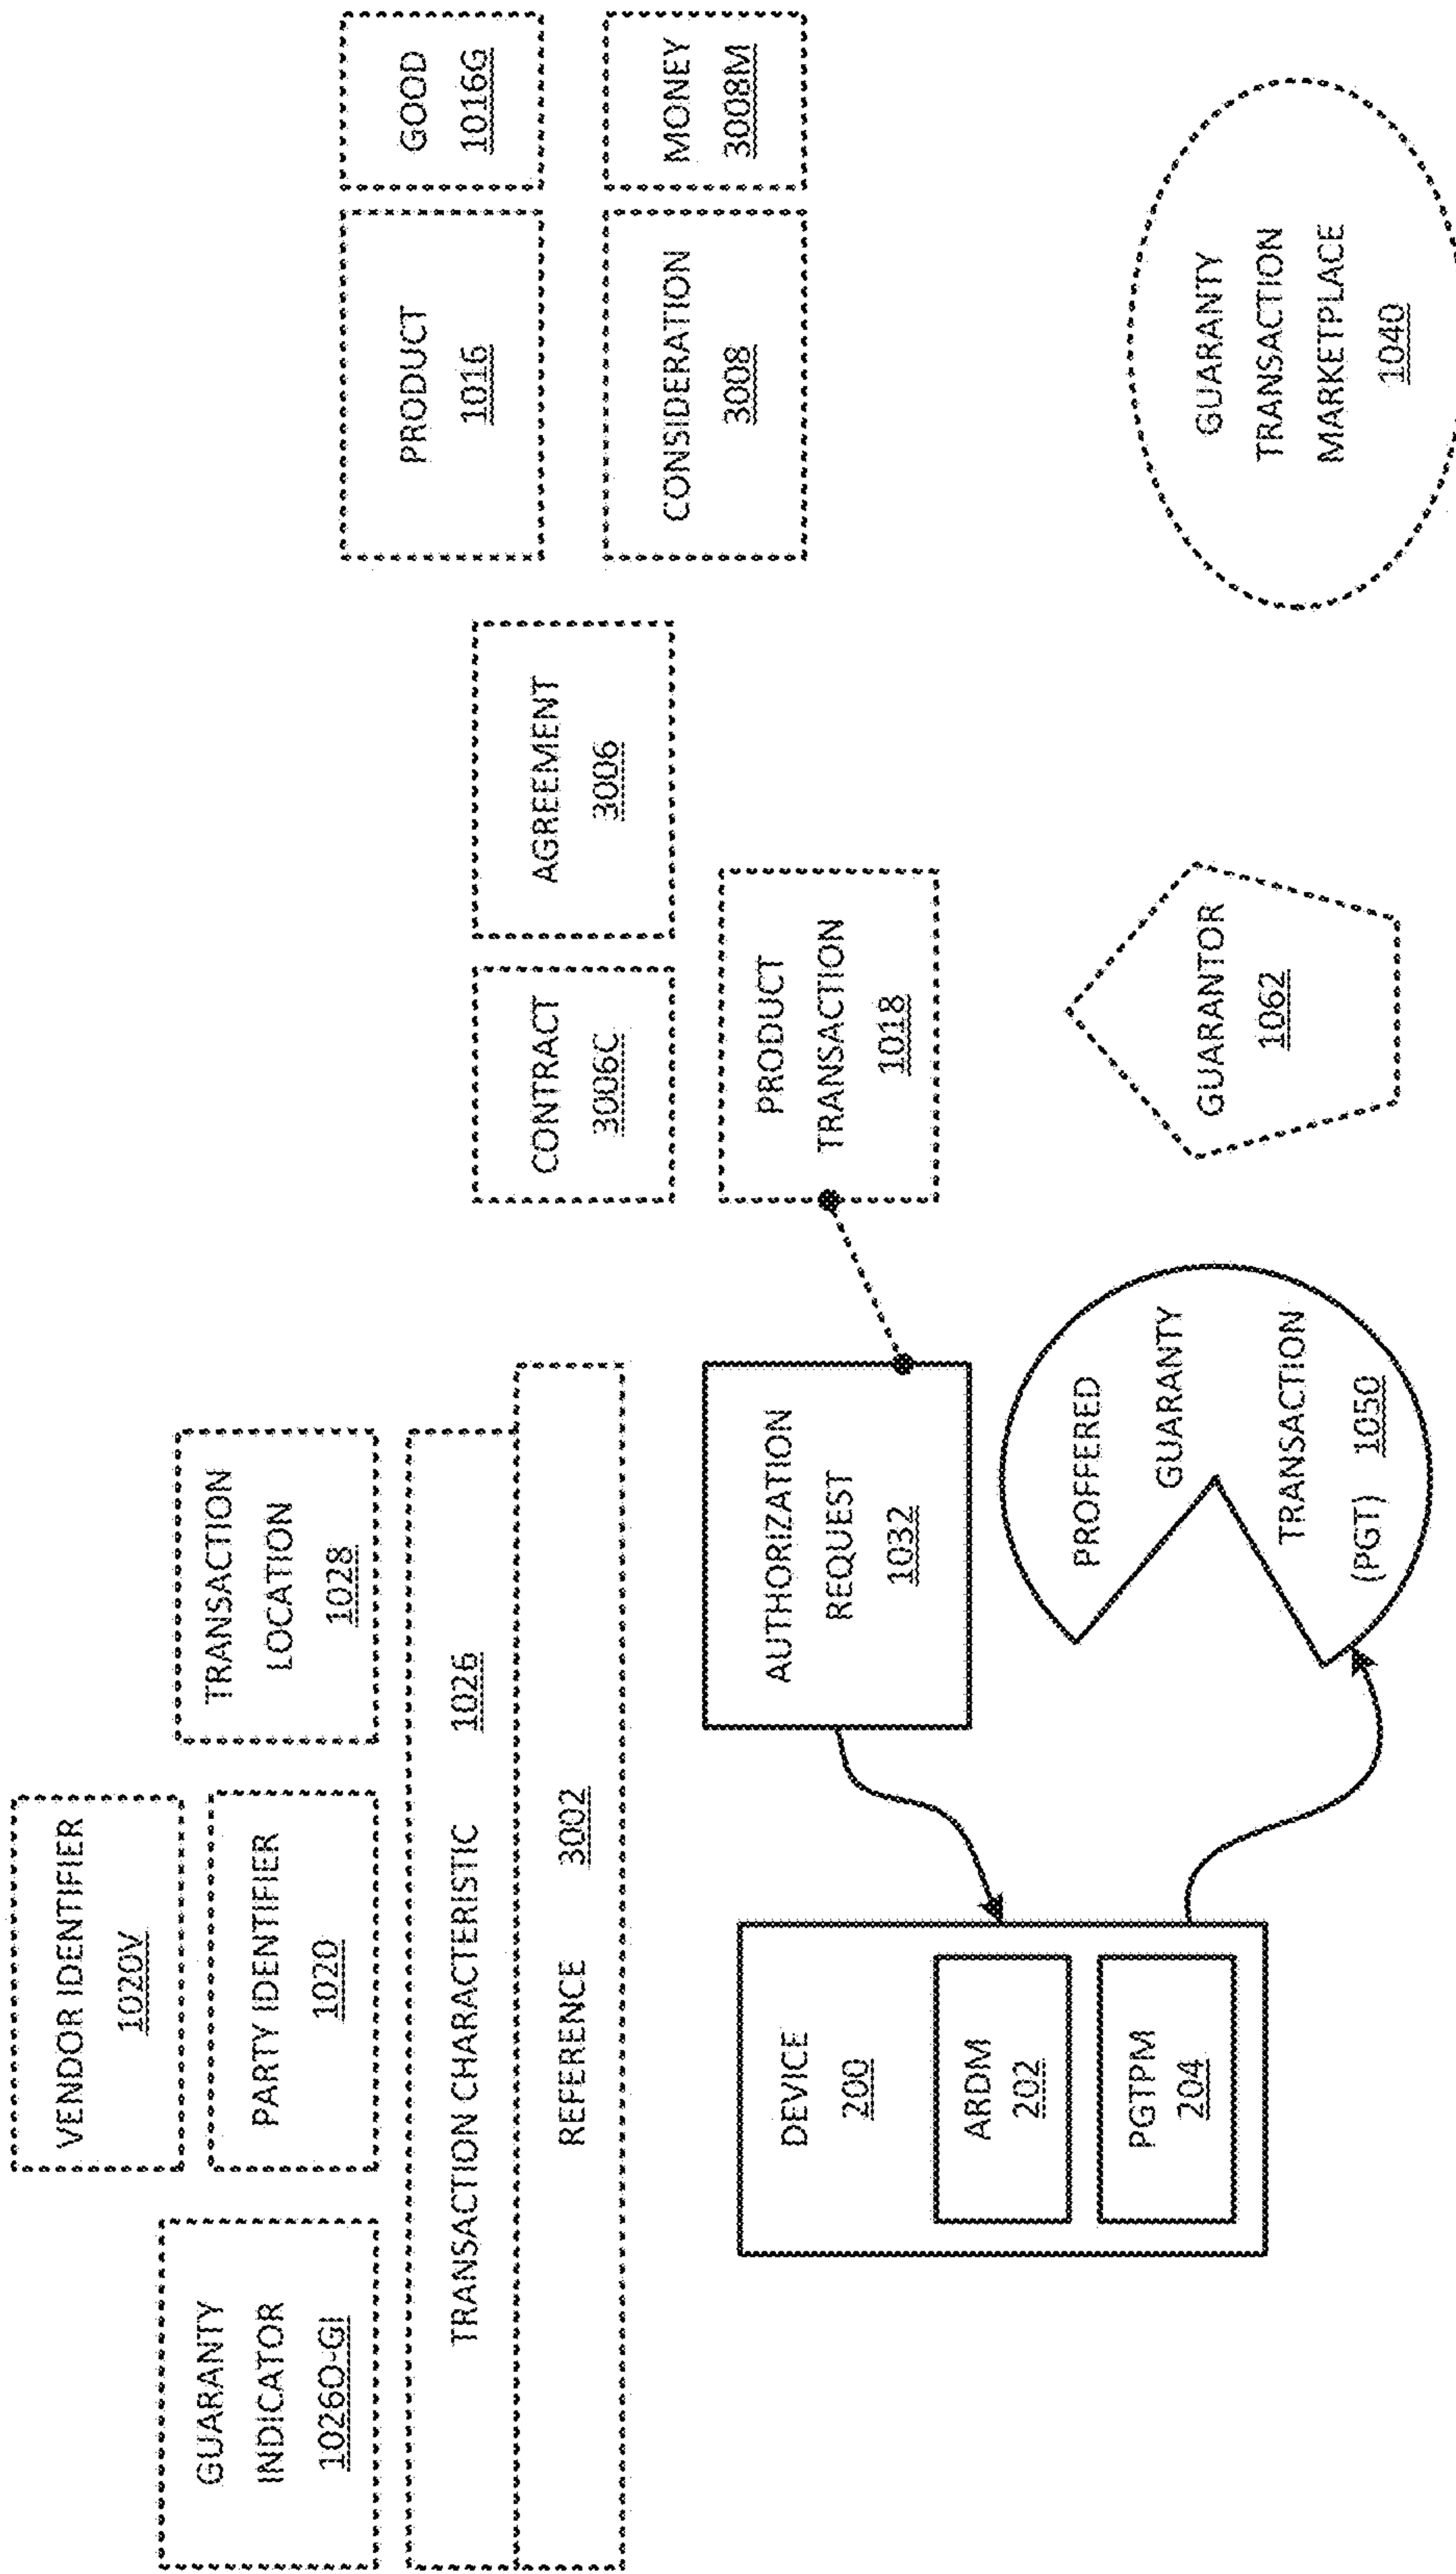 GUARANTY
INDICATOR
1026O-GI
VENDOR IDENTIFIER
1020V
PARTY IDENTIFIER
1020
TRANSACTION
LOCATION
1028
TRANSACTION CHARACTERISTIC 1026
REFERENCE 3002
DEVICE
200
ARDM
202
PGTPM
204
AUTHORIZATION
REQUEST
1032
PROFFERED
GUARANTY
TRANSACTION
(PGT) 1050
CONTRACT
3006C
AGREEMENT
3006
PRODUCT
TRANSACTION
1018
GUARANTOR
1062
PRODUCT
1016
GOOD
1016G
CONSIDERATION
3008
MONEY
3008M
GUARANTY
TRANSACTION
MARKETPLACE
1040